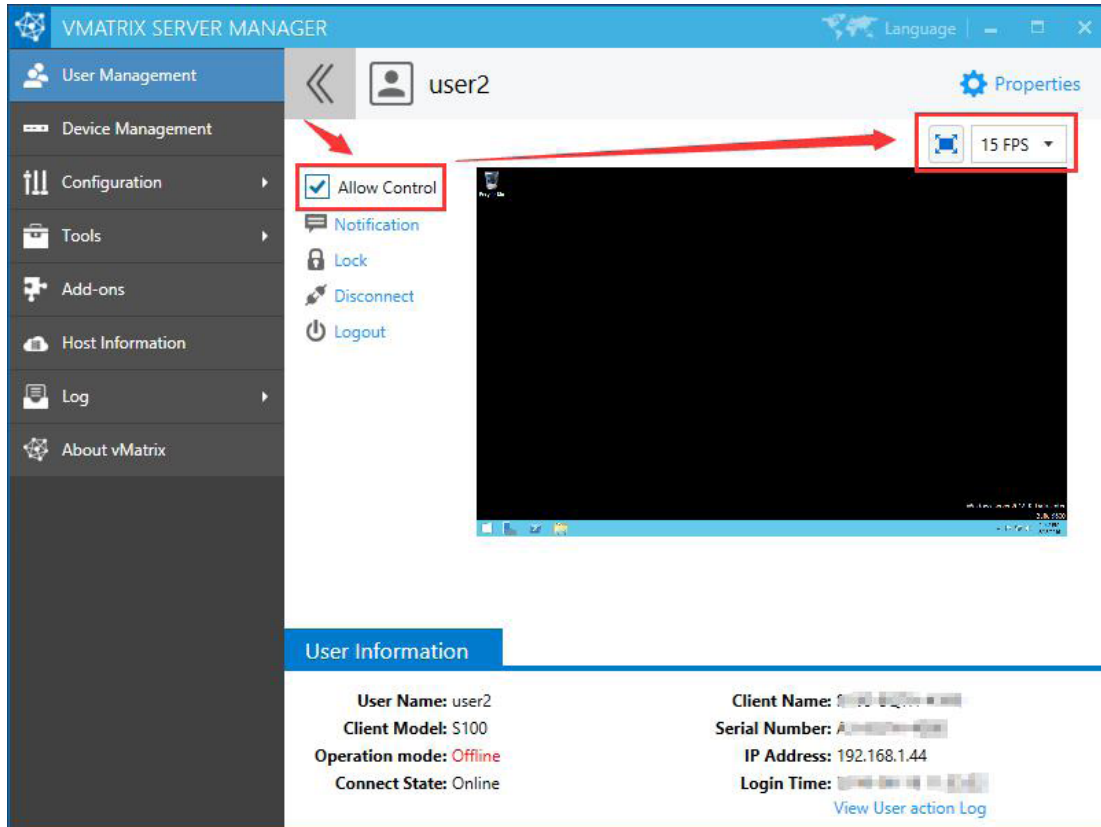 VMATRIX SERVER MANAGER
Language
User Management
Device Management
Configuration
Tools
Add-ons
Host Information
Log
About vMatrix
user2
Properties
15 FPS
Allow Control
Notification
Lock
Disconnect
Logout
User Information
User Name: user2
Client Model: S100
Operation mode: Offline
Connect State: Online
Client Name:
Serial Number:
IP Address: 192.168.1.44
Login Time:
View User action Log